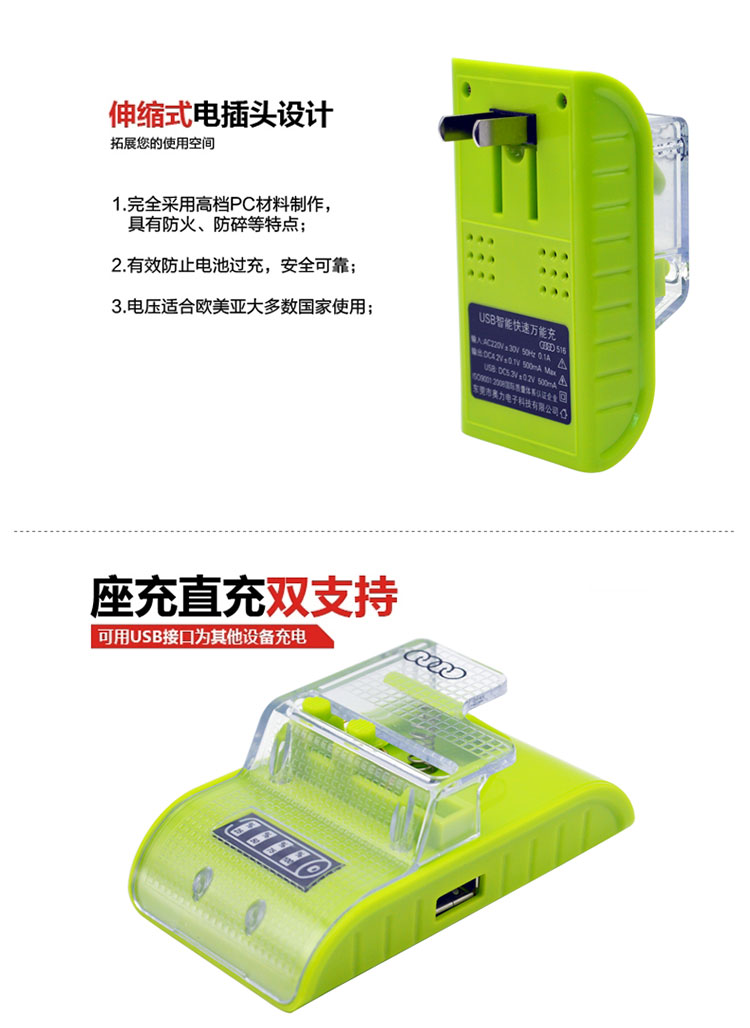 伸缩式电插头设计
拓展您的使用空间
1.完全采用高档PC材料制作，
具有防火、防碎等特点；
2.有效防止电池过充，安全可靠；
3.电压适合欧美亚大多数国家使用；
USB智能快速万能充
516
输入:AC220V±30V 50Hz 0.1A
输出:DC4.2V±0.1V 500mA Max
USB: DC5.3V±0.2V 500mA
ISO9001:2008国际质量体系认证企业
东莞市奥力电子科技有限公司
座充直充双支持
可用USB接口为其他设备充电